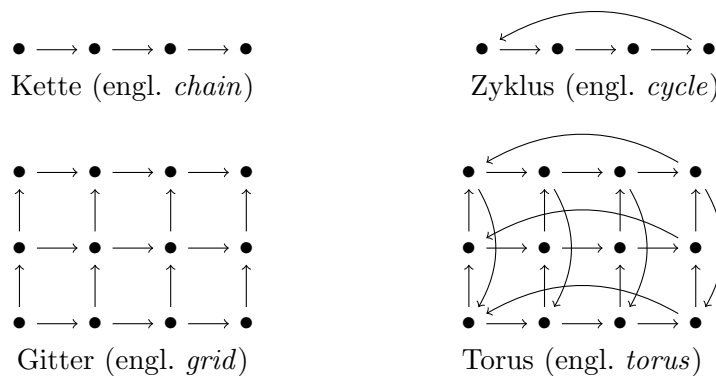 Kette (engl. chain)
Zyklus (engl. cycle)
Gitter (engl. grid)
Torus (engl. torus)